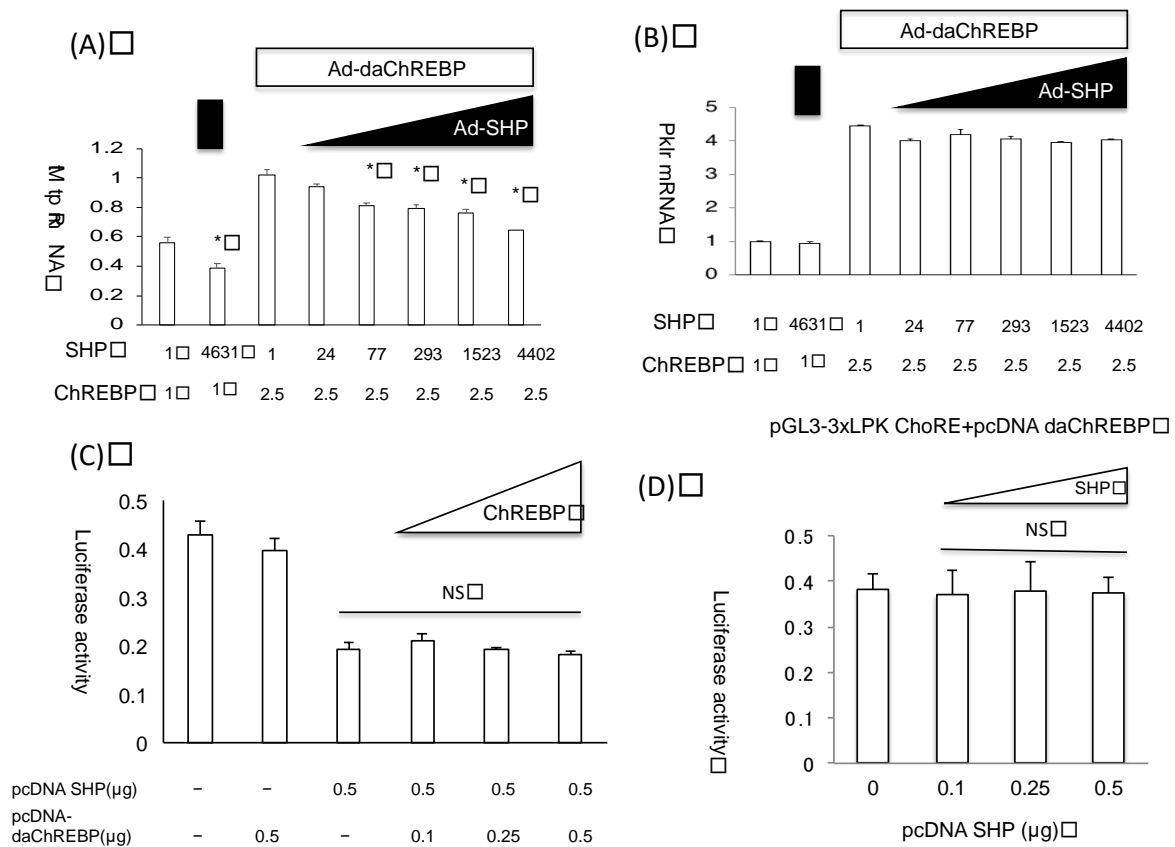 (A)□
Ad-daChREBP
Ad-SHP
1.2
1
0.8
0.6
0.4
0.2
0
*□
*□
*□
*□
*□
SHP□ 1□ 4631□ 1 24 77 293 1523 4402
ChREBP□ 1□ 1□ 2.5 2.5 2.5 2.5 2.5 2.5
(B)□
Ad-daChREBP
Ad-SHP
Pklr mRNA□
5
4
3
2
1
0
SHP□ 1□ 4631□ 1 24 77 293 1523 4402
ChREBP□ 1□ 1□ 2.5 2.5 2.5 2.5 2.5 2.5
(C)□
ChREBP□
Luciferase activity
0.5
0.4
0.3
0.2
0.1
0
NS□
pcDNA SHP(µg) – – 0.5 0.5 0.5 0.5
pcDNA-
daChREBP(µg) – 0.5 – 0.1 0.25 0.5
pGL3-3xLPK ChoRE+pcDNA daChREBP□
(D)□
SHP□
NS□
Luciferase activity□
0.5
0.4
0.3
0.2
0.1
0
0 0.1 0.25 0.5
pcDNA SHP (µg)□